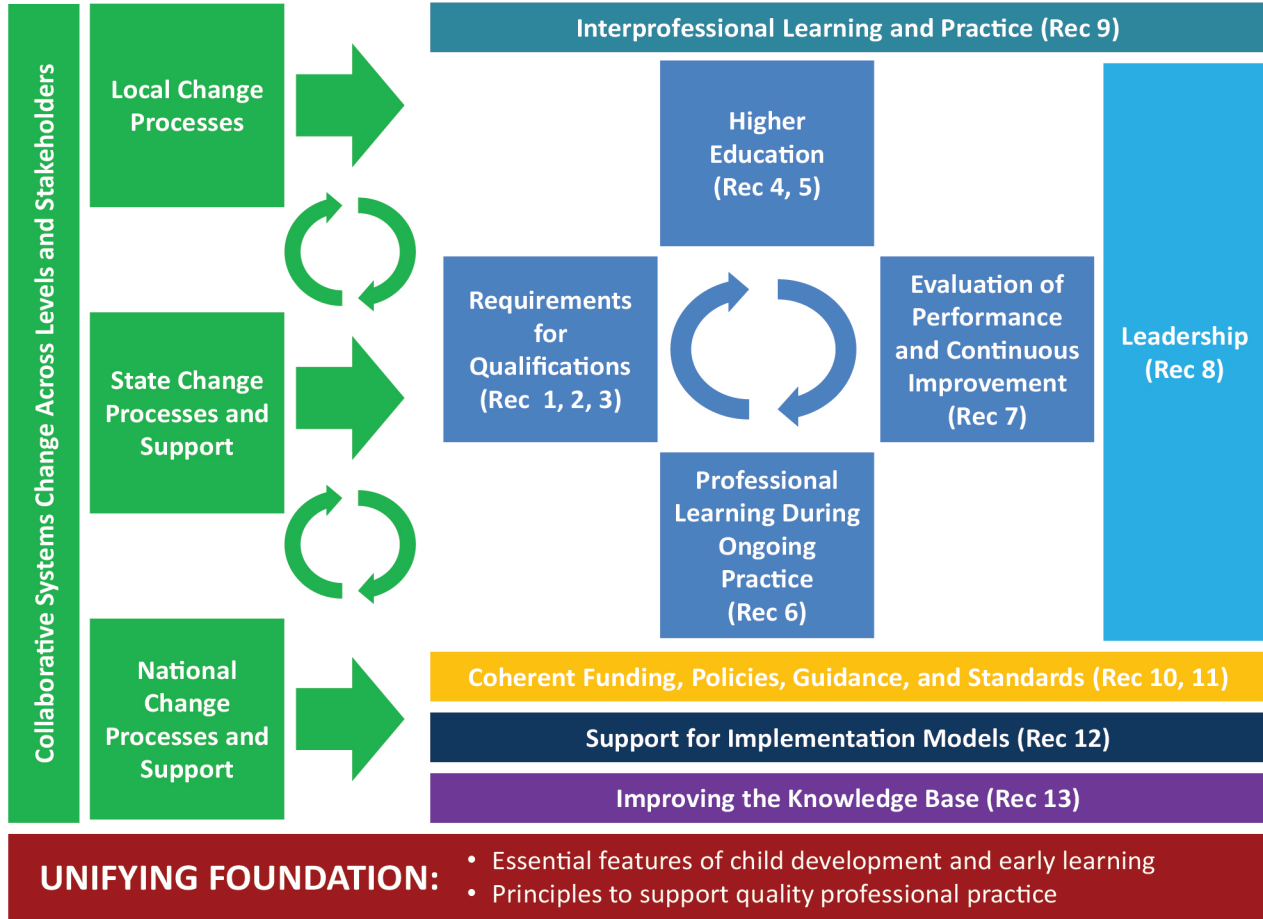 Collaborative Systems Change Across Levels and Stakeholders
Local Change
Processes
State Change
Processes and
Support
National
Change
Processes and
Support
Interprofessional Learning and Practice (Rec 9)
Higher
Education
(Rec 4, 5)
Requirements
for
Qualifications
(Rec 1, 2, 3)
Evaluation of
Performance
and Continuous
Improvement
(Rec 7)
Professional
Learning During
Ongoing
Practice
(Rec 6)
Leadership
(Rec 8)
Coherent Funding, Policies, Guidance, and Standards (Rec 10, 11)
Support for Implementation Models (Rec 12)
Improving the Knowledge Base (Rec 13)
UNIFYING FOUNDATION:
• Essential features of child development and early learning
• Principles to support quality professional practice